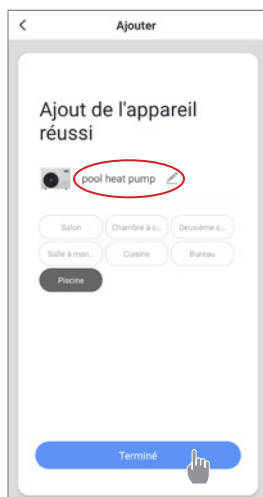 Ajouter
Ajout de l'appareil
réussi
pool heat pump
Salon
Chambre à c...
Deuxième c...
Salle à man...
Cuisine
Bureau
Piscine
Terminé